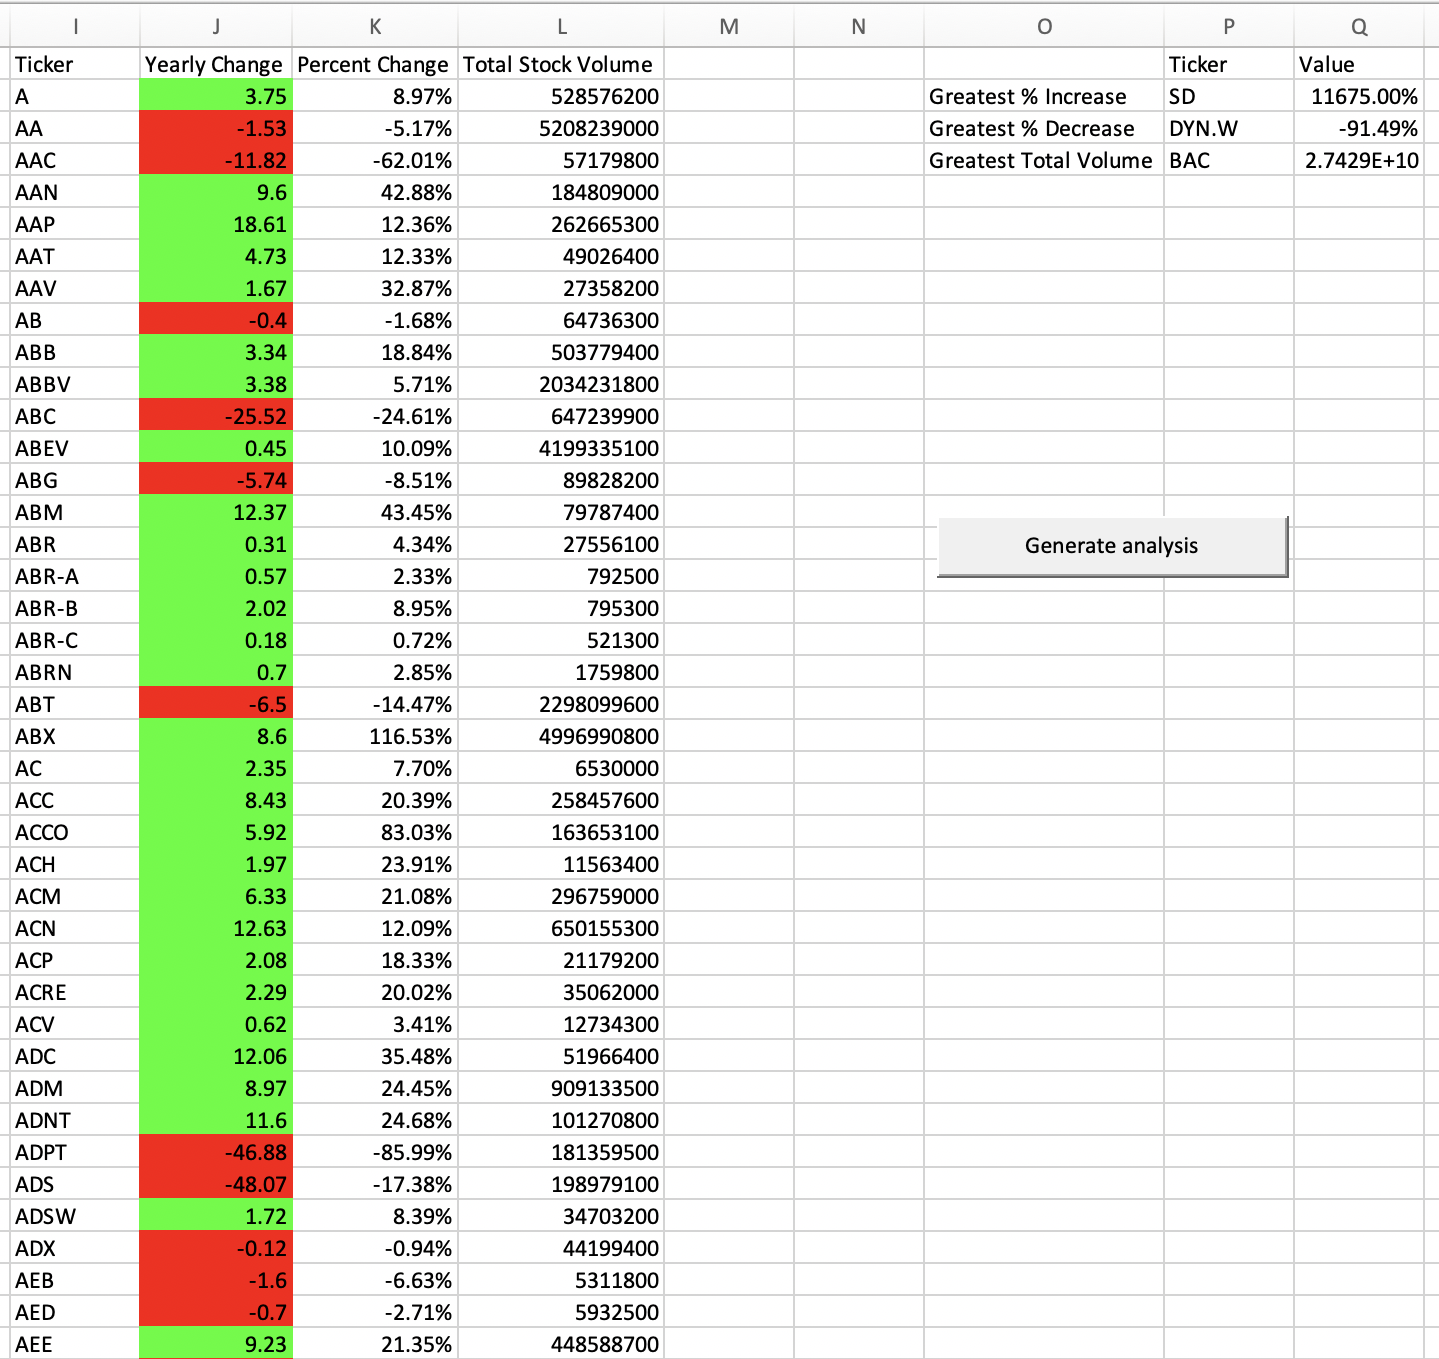 I J K L M N O P Q
Ticker Yearly Change Percent Change Total Stock Volume Ticker Value
A 3.75 8.97% 528576200 Greatest % Increase SD 11675.00%
AA -1.53 -5.17% 5208239000 Greatest % Decrease DYN.W -91.49%
AAC -11.82 -62.01% 57179800 Greatest Total Volume BAC 2.7429E+10
AAN 9.6 42.88% 184809000
AAP 18.61 12.36% 262665300
AAT 4.73 12.33% 49026400
AAV 1.67 32.87% 27358200
AB -0.4 -1.68% 64736300
ABB 3.34 18.84% 503779400
ABBV 3.38 5.71% 2034231800
ABC -25.52 -24.61% 647239900
ABEV 0.45 10.09% 4199335100
ABG -5.74 -8.51% 89828200
ABM 12.37 43.45% 79787400
ABR 0.31 4.34% 27556100 Generate analysis
ABR-A 0.57 2.33% 792500
ABR-B 2.02 8.95% 795300
ABR-C 0.18 0.72% 521300
ABRN 0.7 2.85% 1759800
ABT -6.5 -14.47% 2298099600
ABX 8.6 116.53% 4996990800
AC 2.35 7.70% 6530000
ACC 8.43 20.39% 258457600
ACCO 5.92 83.03% 163653100
ACH 1.97 23.91% 11563400
ACM 6.33 21.08% 296759000
ACN 12.63 12.09% 650155300
ACP 2.08 18.33% 21179200
ACRE 2.29 20.02% 35062000
ACV 0.62 3.41% 12734300
ADC 12.06 35.48% 51966400
ADM 8.97 24.45% 909133500
ADNT 11.6 24.68% 101270800
ADPT -46.88 -85.99% 181359500
ADS -48.07 -17.38% 198979100
ADSW 1.72 8.39% 34703200
ADX -0.12 -0.94% 44199400
AEB -1.6 -6.63% 5311800
AED -0.7 -2.71% 5932500
AEE 9.23 21.35% 448588700